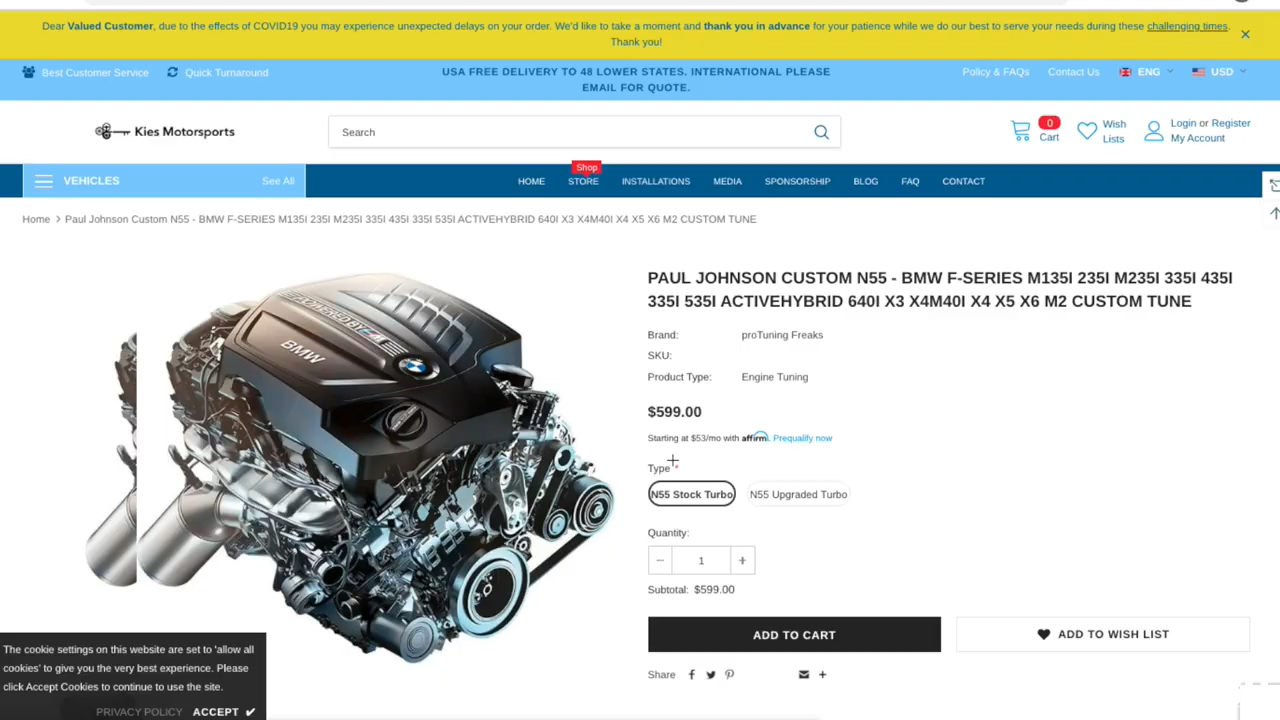 Dear Valued Customer, due to the effects of COVID19 you may experience unexpected delays on your order. We'd like to take a moment and thank you in advance for your patience while we do our best to serve your needs during these challenging times.
Thank you!
Best Customer Service
Quick Turnaround
USA FREE DELIVERY TO 48 LOWER STATES. INTERNATIONAL PLEASE
EMAIL FOR QUOTE.
Policy & FAQs
Contact Us
ENG
USD
Kies Motorsports
Search
0
Cart
Wish
Lists
Login or Register
My Account
VEHICLES
See All
Shop
HOME STORE INSTALLATIONS MEDIA SPONSORSHIP BLOG FAQ CONTACT
Home > Paul Johnson Custom N55 - BMW F-SERIES M135I 235I M235I 335I 435I 335I 535I ACTIVEHYBRID 640I X3 X4M40I X4 X5 X6 M2 CUSTOM TUNE
POWERED BY M
BMW
PAUL JOHNSON CUSTOM N55 - BMW F-SERIES M135I 235I M235I 335I 435I
335I 535I ACTIVEHYBRID 640I X3 X4M40I X4 X5 X6 M2 CUSTOM TUNE
Brand: proTuning Freaks
SKU:
Product Type: Engine Tuning
$599.00
Starting at $53/mo with affirm. Prequalify now
Type *
N55 Stock Turbo
N55 Upgraded Turbo
Quantity:
− 1 +
Subtotal: $599.00
ADD TO CART
ADD TO WISH LIST
Share
The cookie settings on this website are set to 'allow all
cookies' to give you the very best experience. Please
click Accept Cookies to continue to use the site.
PRIVACY POLICY ACCEPT ✔